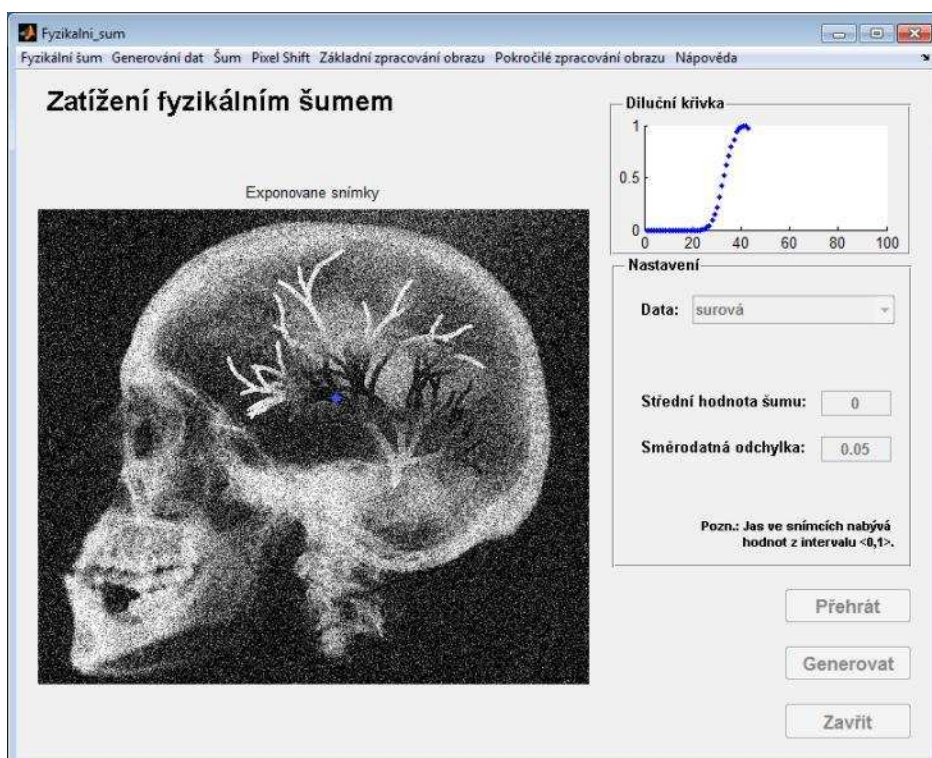 Fyzikalni_sum
Fyzikální šum Generování dat Šum Pixel Shift Základní zpracování obrazu Pokročilé zpracování obrazu Nápověda
Zatížení fyzikálním šumem
Exponovane snímky
Diluční křivka
1
0.5
0
0 20 40 60 80 100
Nastavení
Data: surová
Střední hodnota šumu: 0
Směrodatná odchylka: 0.05
Pozn.: Jas ve snímcích nabývá
hodnot z intervalu <0,1>.
Přehrát
Generovat
Zavřít